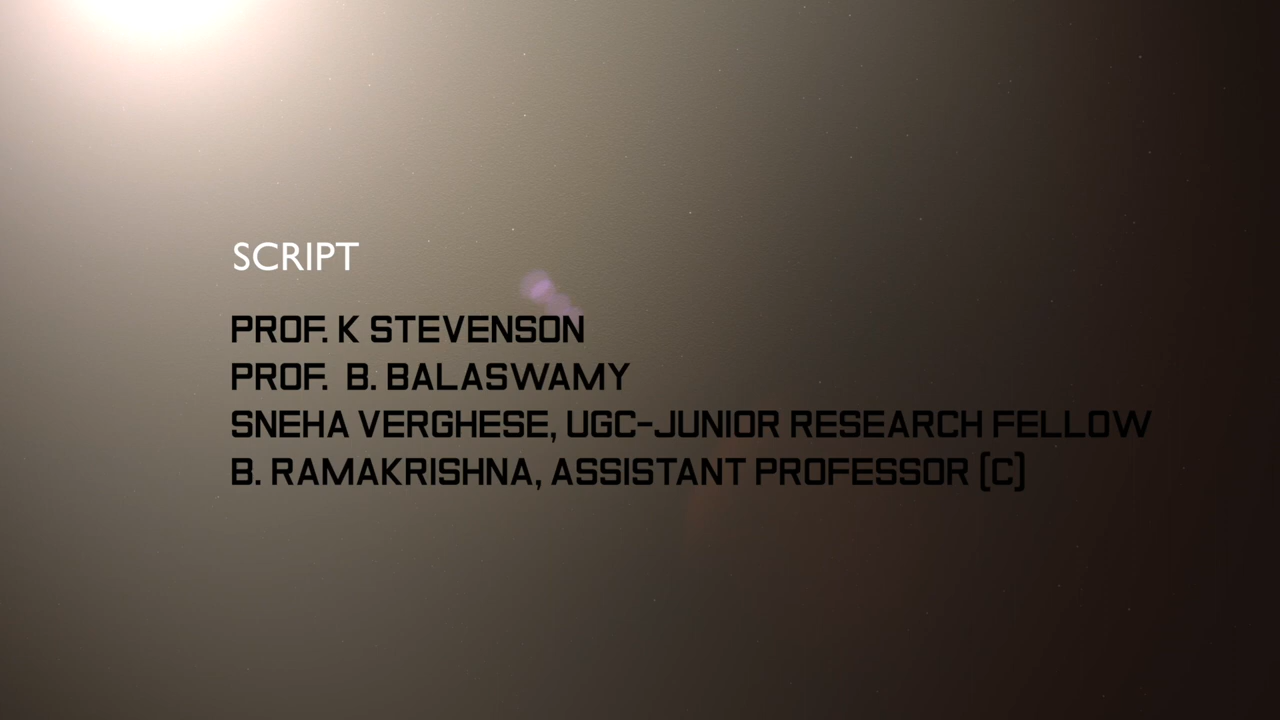 SCRIPT
PROF. K STEVENSON
PROF. B. BALASWAMY
SNEHA VERGHESE, UGC-JUNIOR RESEARCH FELLOW
B. RAMAKRISHNA, ASSISTANT PROFESSOR (C)